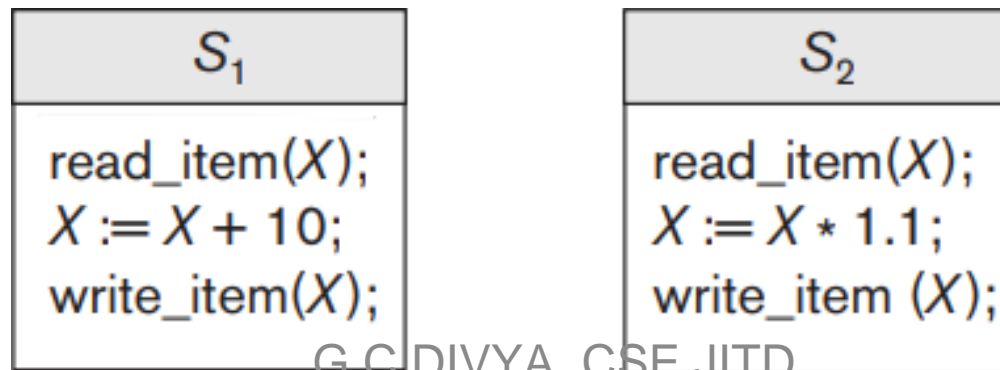 S₁
read_item(X);
X := X + 10;
write_item(X);
S₂
read_item(X);
X := X * 1.1;
write_item (X);
G C DIVYA, CSE JITD